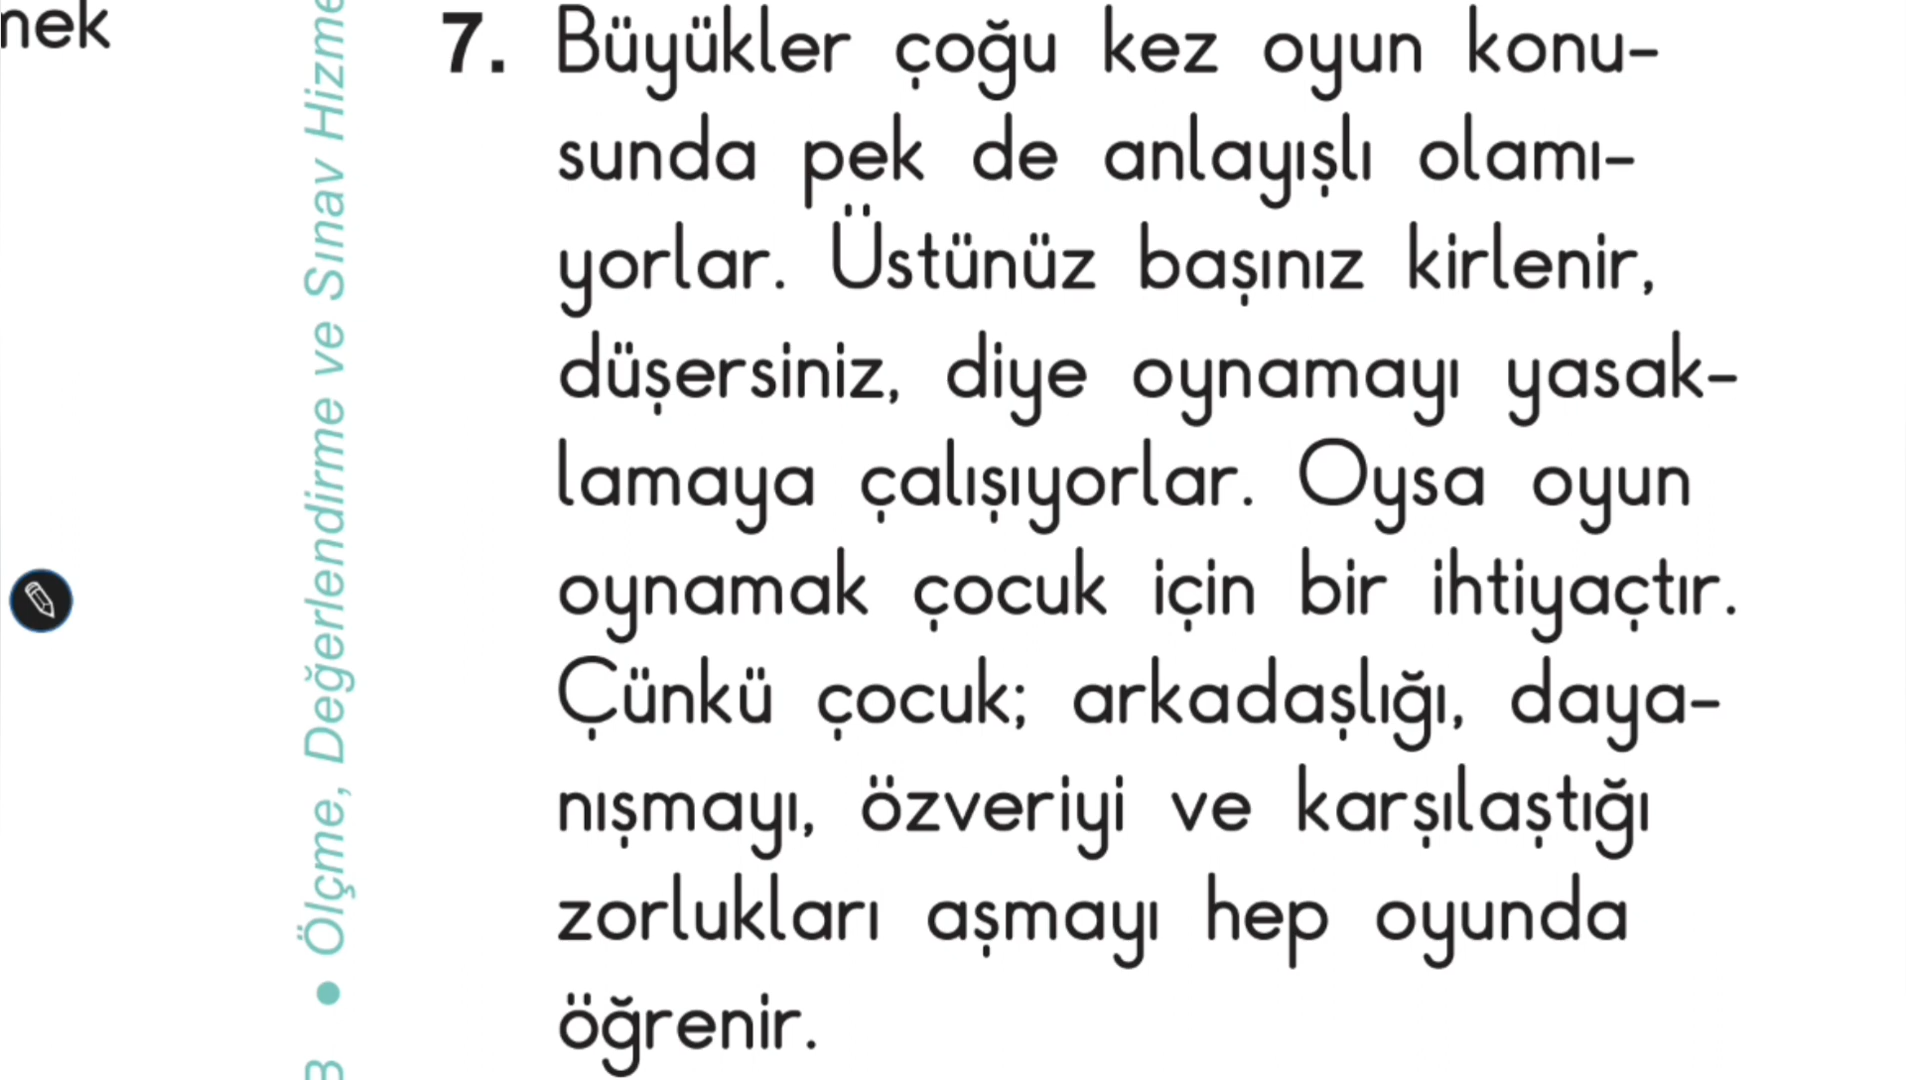 nek
Ölçme, Değerlendirme ve Sınav Hizme
7. Büyükler çoğu kez oyun konu-
sunda pek de anlayışlı olamı-
yorlar. Üstünüz başınız kirlenir,
düşersiniz, diye oynamayı yasak-
lamaya çalışıyorlar. Oysa oyun
oynamak çocuk için bir ihtiyaçtır.
Çünkü çocuk; arkadaşlığı, daya-
nışmayı, özveriyi ve karşılaştığı
zorlukları aşmayı hep oyunda
öğrenir.